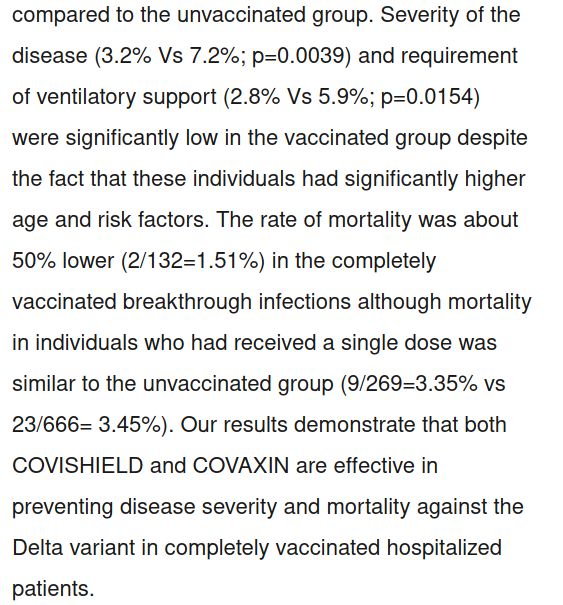 compared to the unvaccinated group. Severity of the
disease (3.2% Vs 7.2%; p=0.0039) and requirement
of ventilatory support (2.8% Vs 5.9%; p=0.0154)
were significantly low in the vaccinated group despite
the fact that these individuals had significantly higher
age and risk factors. The rate of mortality was about
50% lower (2/132=1.51%) in the completely
vaccinated breakthrough infections although mortality
in individuals who had received a single dose was
similar to the unvaccinated group (9/269=3.35% vs
23/666= 3.45%). Our results demonstrate that both
COVISHIELD and COVAXIN are effective in
preventing disease severity and mortality against the
Delta variant in completely vaccinated hospitalized
patients.